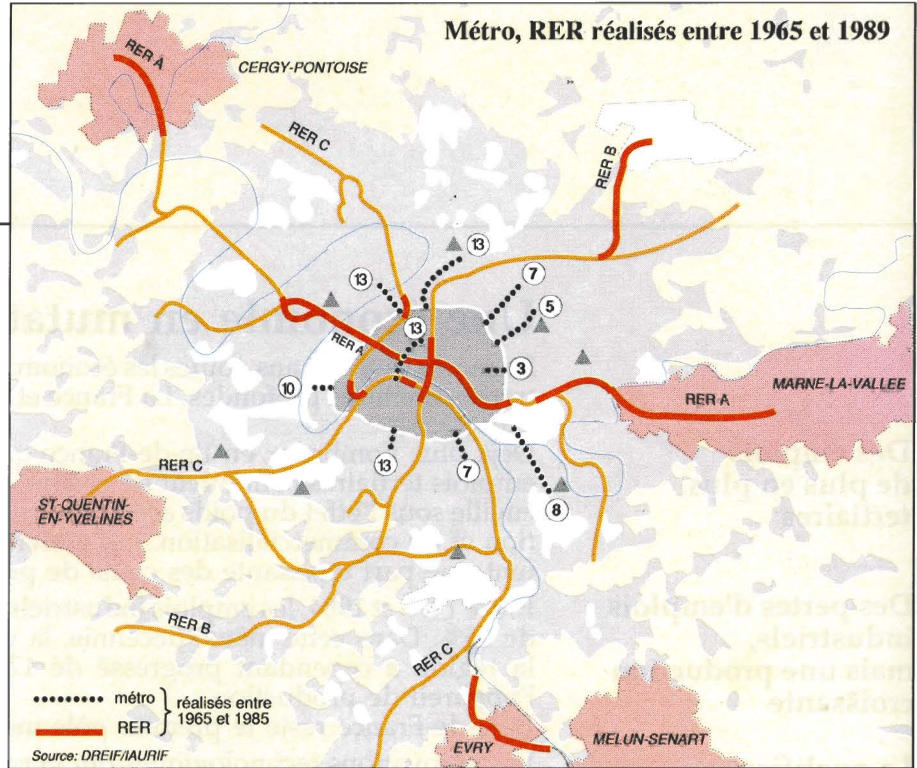 Métro, RER réalisés entre 1965 et 1989
RER A
CERGY-PONTOISE
RER C
RER B
13
13
7
5
13
RER A
3
10
MARNE-LA-VALLEE
RER A
13
7
8
RER C
ST-QUENTIN-
EN-YVELINES
RER B
RER C
métro
RER
réalisés entre
1965 et 1985
EVRY
MELUN-SENART
Source: DREIF/IAURIF